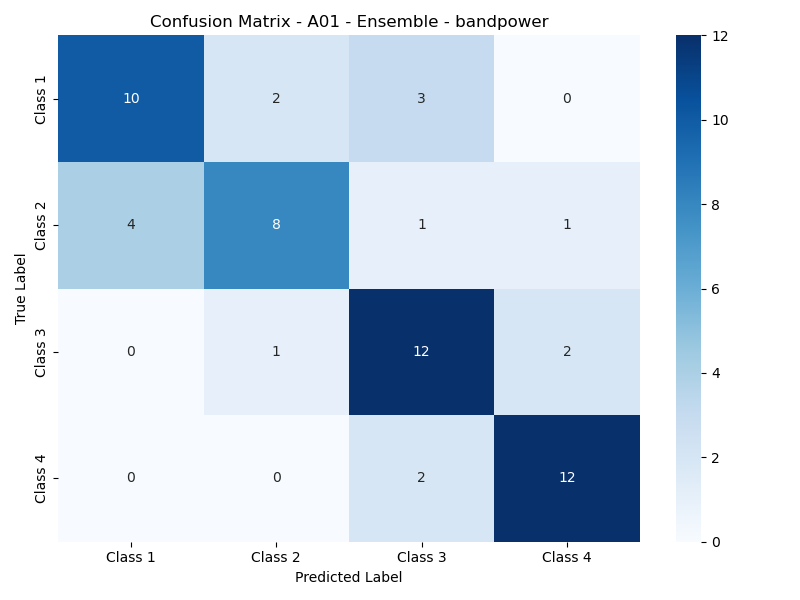 Confusion Matrix - A01 - Ensemble - bandpower
True Label
Class 1
10 2 3 0
Class 2
4 8 1 1
Class 3
0 1 12 2
Class 4
0 0 2 12
Class 1 Class 2 Class 3 Class 4
Predicted Label
12
10
8
6
4
2
0